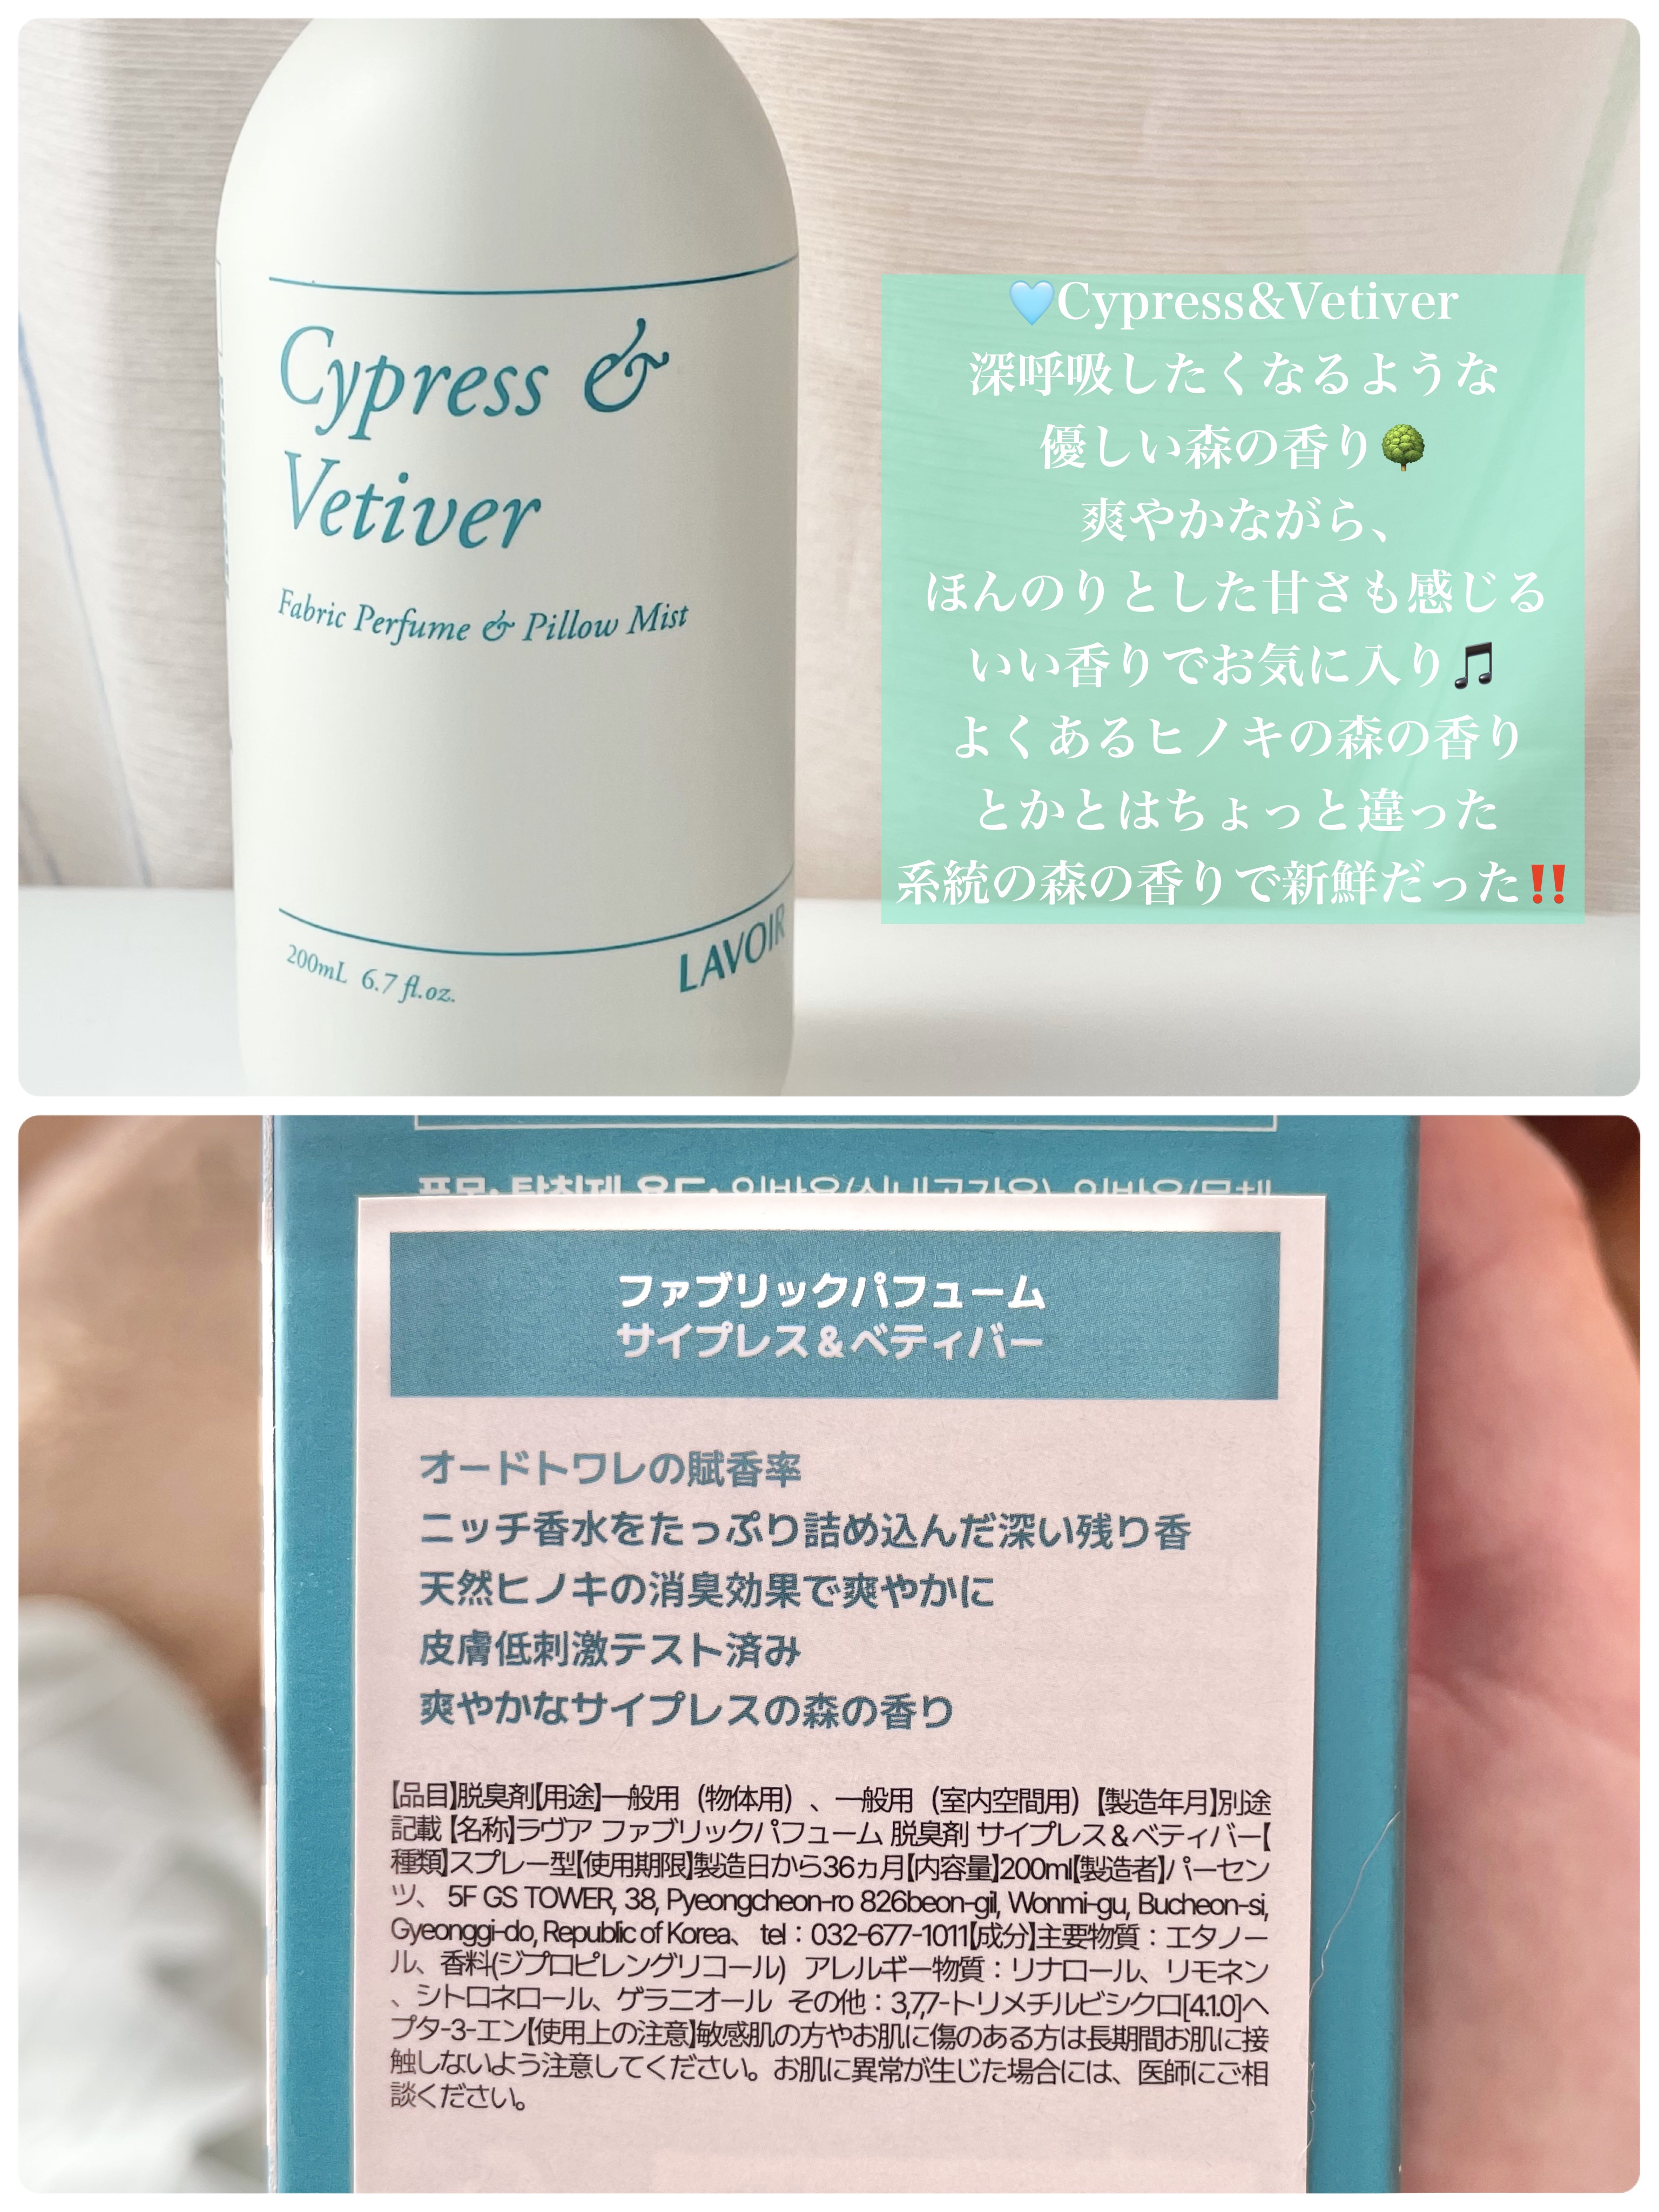 Cypress &
Vetiver
Fabric Perfume & Pillow Mist
200mL 6.7 fl.oz.
LAVOIR
🩵Cypress&Vetiver
深呼吸したくなるような
優しい森の香り🌳
爽やかながら、
ほんのりとした甘さも感じる
いい香りでお気に入り🎵
よくあるヒノキの森の香り
とかとはちょっと違った
系統の森の香りで新鮮だった‼️
ファブリックパフューム
サイプレス&ベティバー
オードトワレの賦香率
ニッチ香水をたっぷり詰め込んだ深い残り香
天然ヒノキの消臭効果で爽やかに
皮膚低刺激テスト済み
爽やかなサイプレスの森の香り
【品目】脱臭剤【用途】一般用（物体用）、一般用（室内空間用）【製造年月】別途
記載【名称】ラヴア ファブリックパフューム 脱臭剤 サイプレス&ベティバー【
種類】スプレー型【使用期限】製造日から36ヵ月【内容量】200ml【製造者】パーセン
ツ、 5F GS TOWER, 38, Pyeongcheon-ro 826beon-gil, Wonmi-gu, Bucheon-si,
Gyeonggi-do, Republic of Korea、 tel：032-677-1011【成分】主要物質：エタノー
ル、香料(ジプロピレングリコール) アレルギー物質：リナロール、リモネン
、シトロネロール、ゲラニオール その他：3,7,7-トリメチルビシクロ[4.1.0]ヘ
プタ-3-エン【使用上の注意】敏感肌の方やお肌に傷のある方は長期間お肌に接
触しないよう注意してください。お肌に異常が生じた場合には、医師にご相
談ください。